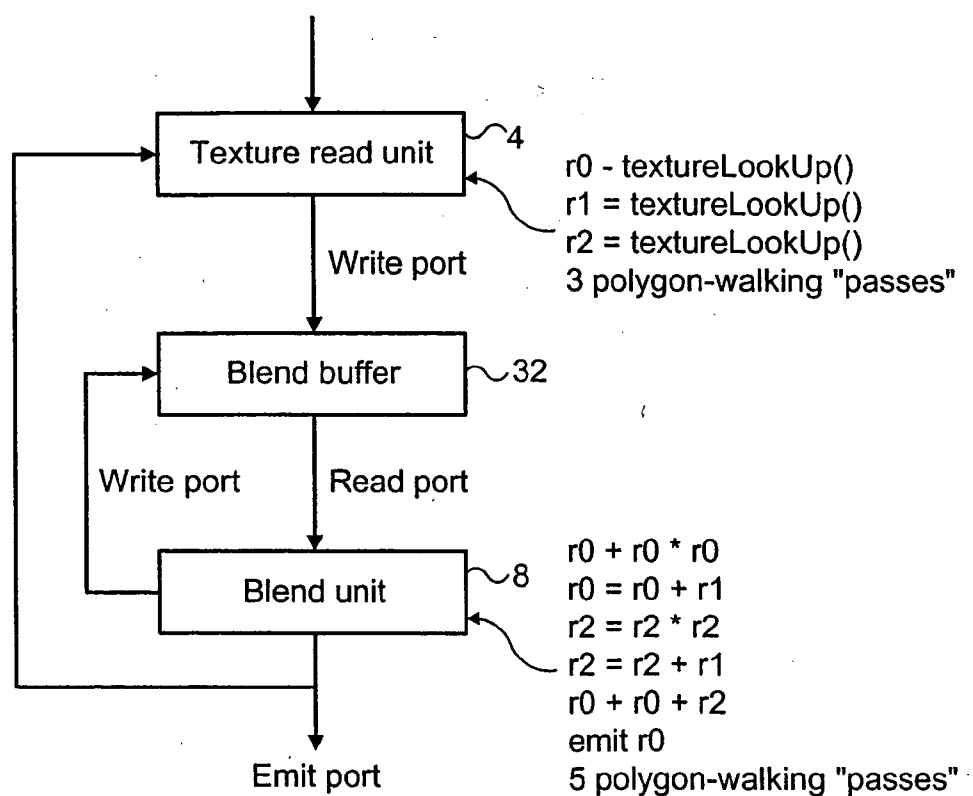 Texture read unit
4
r0 - textureLookUp()
r1 = textureLookUp()
r2 = textureLookUp()
3 polygon-walking "passes"
Write port
Blend buffer
32
Write port
Read port
Blend unit
8
r0 + r0 * r0
r0 = r0 + r1
r2 = r2 * r2
r2 = r2 + r1
r0 + r0 + r2
emit r0
5 polygon-walking "passes"
Emit port